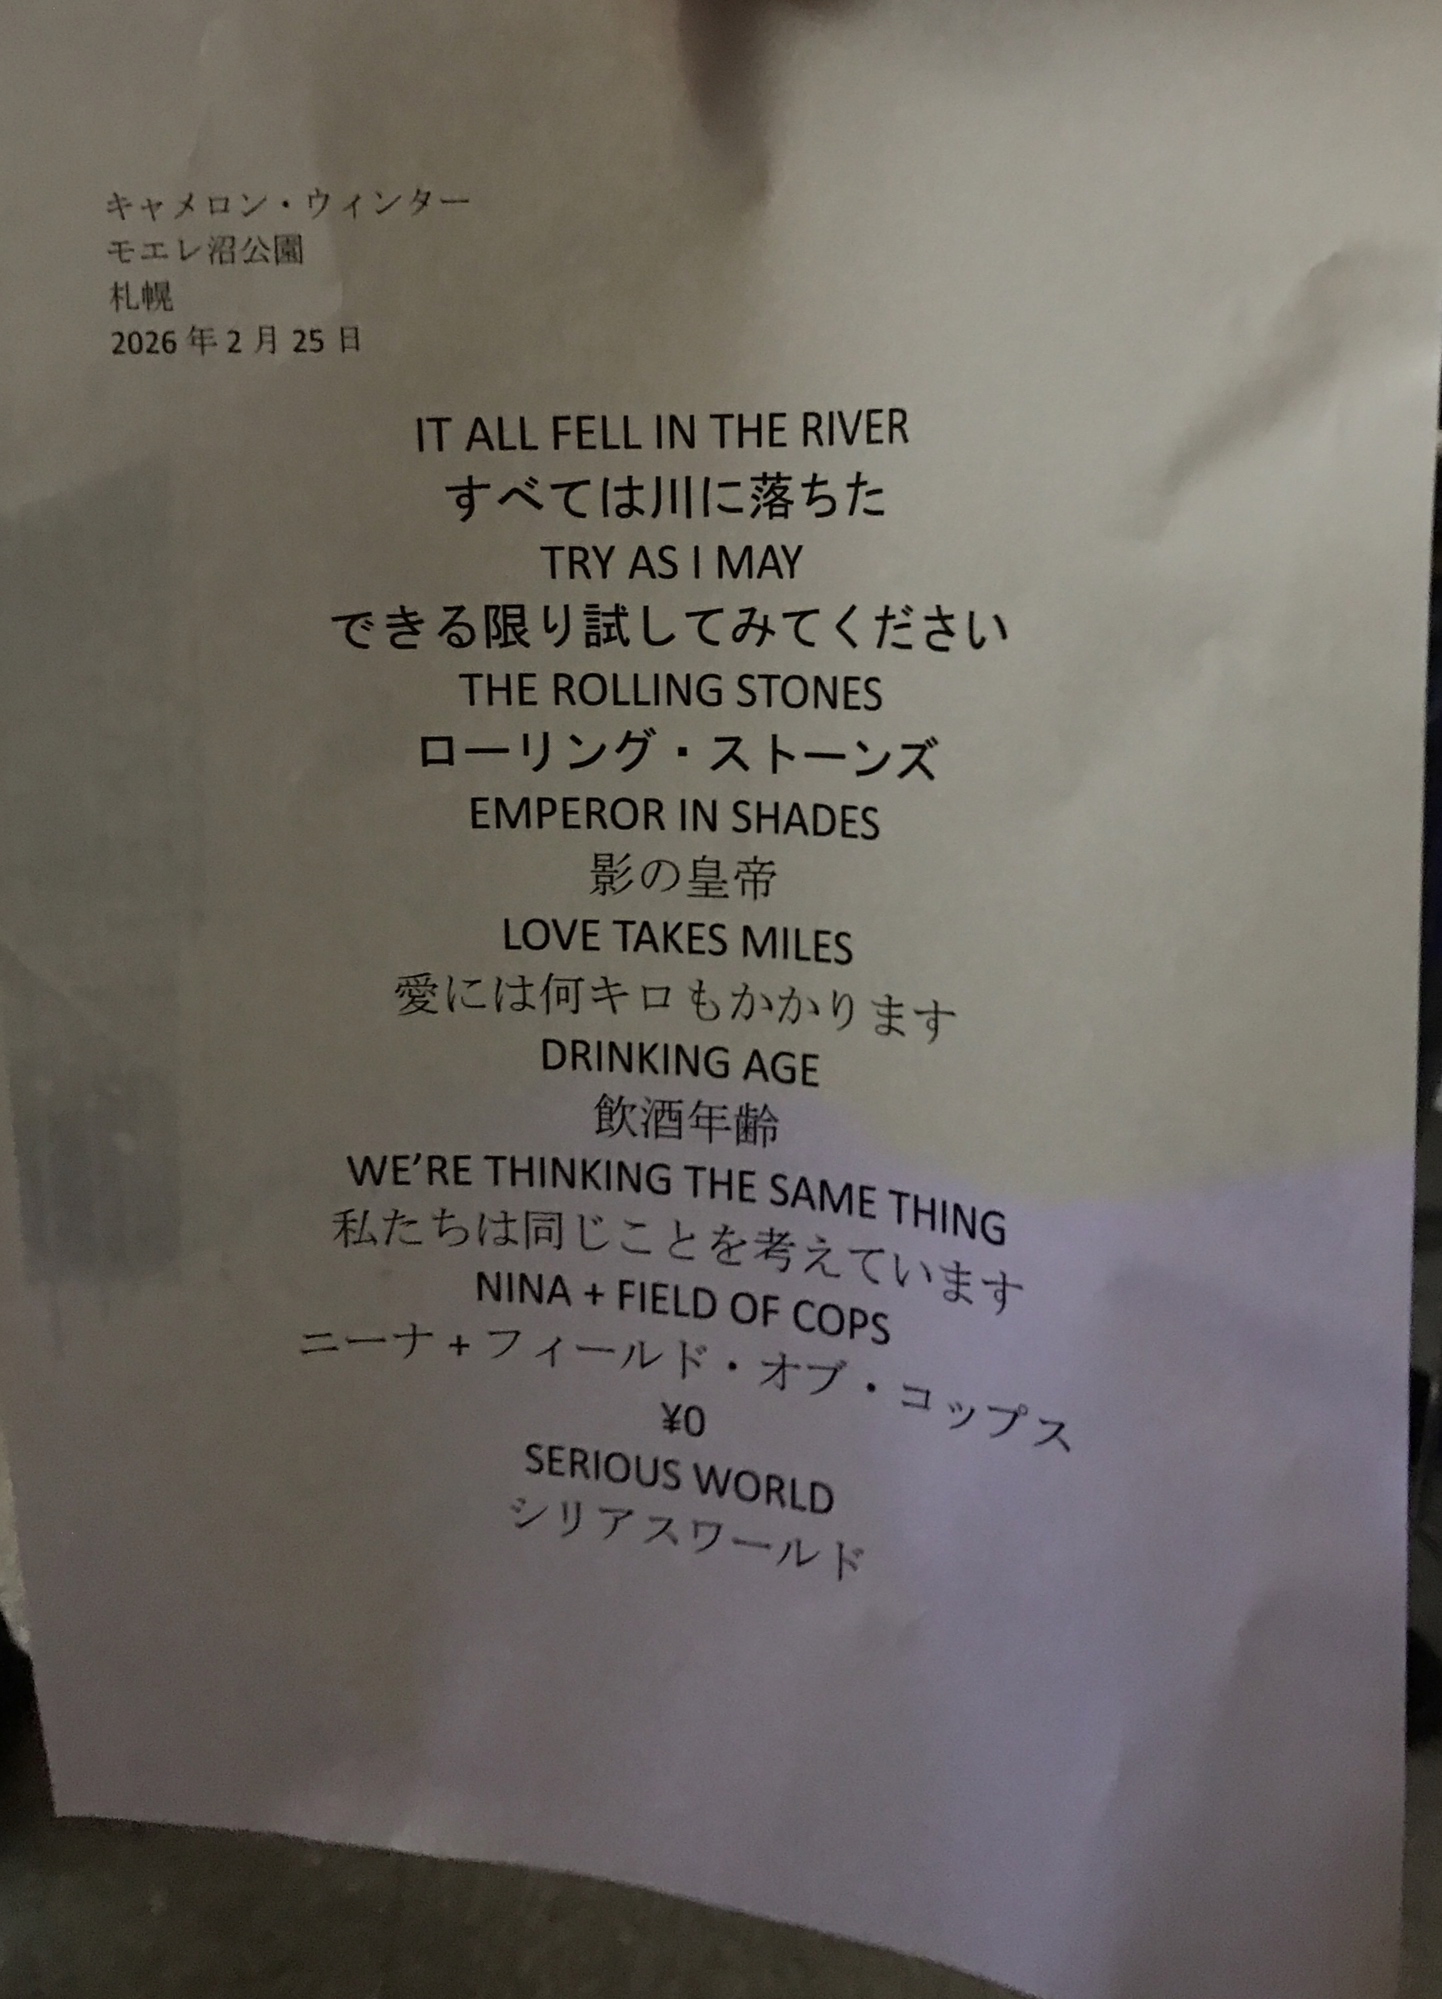 キャメロン・ウィンター
モエレ沼公園
札幌
2026 年 2 月 25 日
IT ALL FELL IN THE RIVER
すべては川に落ちた
TRY AS I MAY
できる限り試してみてください
THE ROLLING STONES
ローリング・ストーンズ
EMPEROR IN SHADES
影の皇帝
LOVE TAKES MILES
愛には何キロもかかります
DRINKING AGE
飲酒年齢
WE’RE THINKING THE SAME THING
私たちは同じことを考えています
NINA + FIELD OF COPS
ニーナ + フィールド・オブ・コップス
¥0
SERIOUS WORLD
シリアスワールド